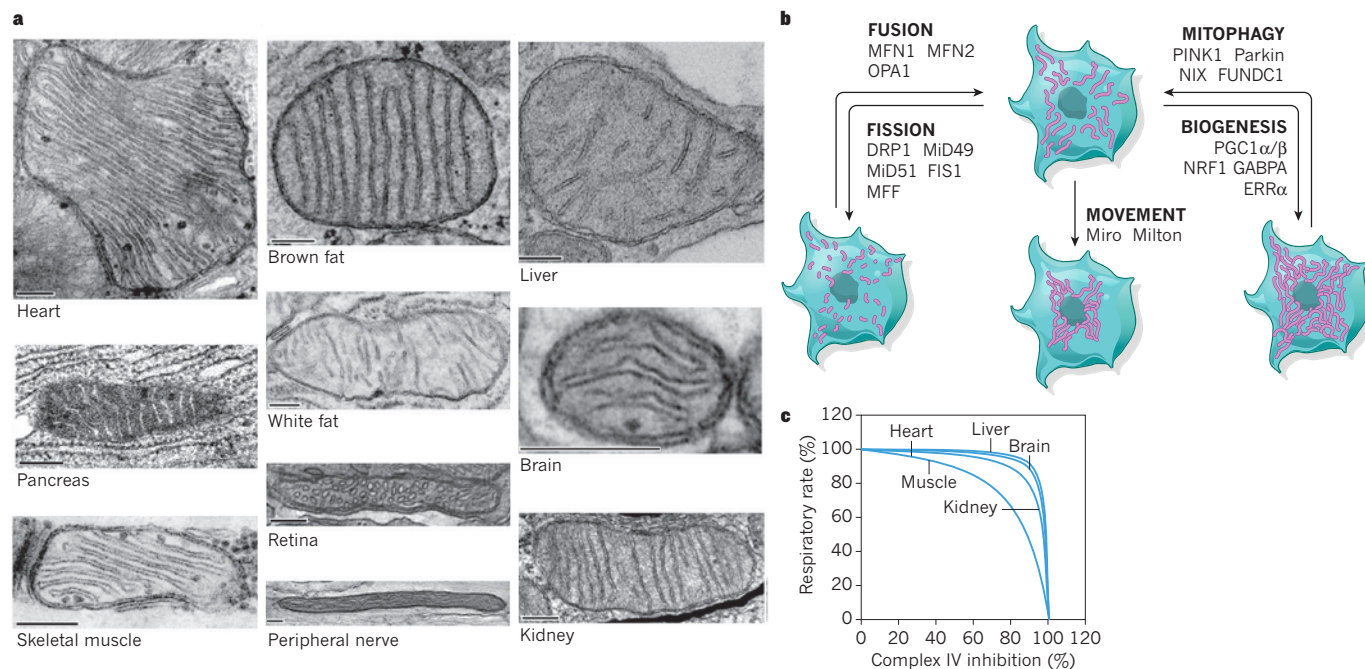 a
Heart
Brown fat
Liver
Pancreas
White fat
Brain
Skeletal muscle
Retina
Peripheral nerve
Kidney
b
FUSION
MFN1 MFN2
OPA1
FISSION
DRP1 MiD49
MiD51 FIS1
MFF
MITOPHAGY
PINK1 Parkin
NIX FUNDC1
BIOGENESIS
PGC1α/β
NRF1 GABPA
ERRα
MOVEMENT
Miro Milton
c
Respiratory rate (%)
120
100
80
60
40
20
0
Heart
Liver
Brain
Muscle
Kidney
0 20 40 60 80 100 120
Complex IV inhibition (%)